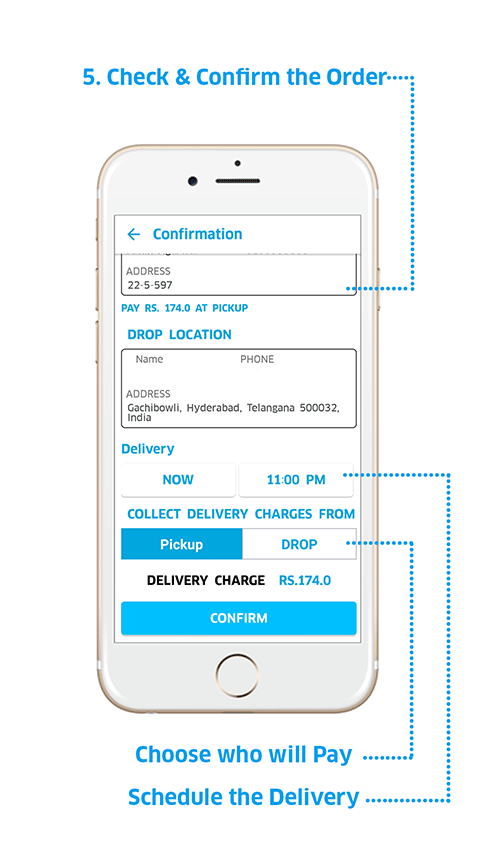 5. Check & Confirm the Order
Confirmation
ADDRESS
22-5-597
PAY RS. 174.0 AT PICKUP
DROP LOCATION
Name PHONE
ADDRESS
Gachibowli, Hyderabad, Telangana 500032,
India
Delivery
NOW 11:00 PM
COLLECT DELIVERY CHARGES FROM
Pickup DROP
DELIVERY CHARGE RS.174.0
CONFIRM
Choose who will Pay
Schedule the Delivery